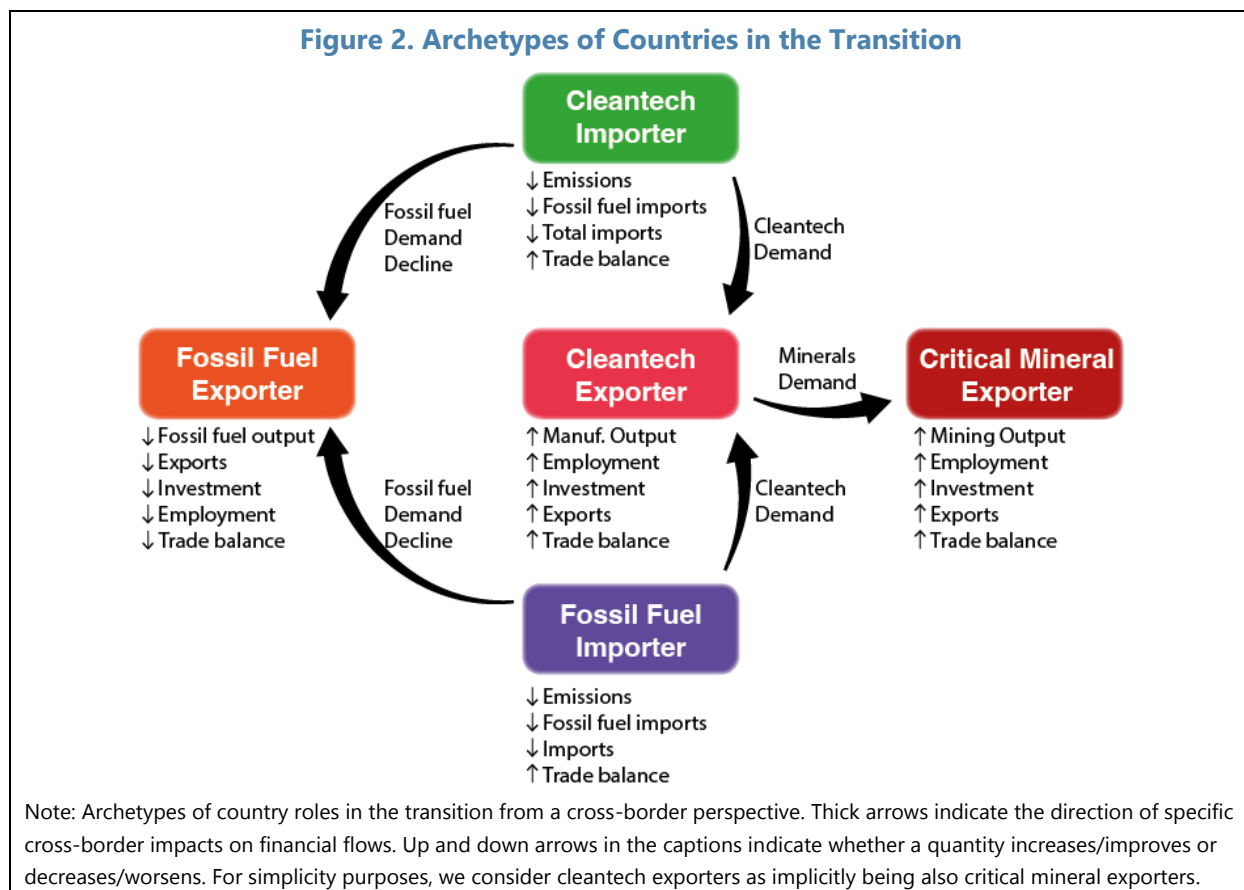 Figure 2. Archetypes of Countries in the Transition
Cleantech
Importer
↓ Emissions
↓ Fossil fuel imports
↓ Total imports
↑ Trade balance
Fossil fuel
Demand
Decline
Cleantech
Demand
Fossil Fuel
Exporter
↓ Fossil fuel output
↓ Exports
↓ Investment
↓ Employment
↓ Trade balance
Cleantech
Exporter
↑ Manuf. Output
↑ Employment
↑ Investment
↑ Exports
↑ Trade balance
Minerals
Demand
Critical Mineral
Exporter
↑ Mining Output
↑ Employment
↑ Investment
↑ Exports
↑ Trade balance
Fossil fuel
Demand
Decline
Cleantech
Demand
Fossil Fuel
Importer
↓ Emissions
↓ Fossil fuel imports
↓ Imports
↑ Trade balance
Note: Archetypes of country roles in the transition from a cross-border perspective. Thick arrows indicate the direction of specific
cross-border impacts on financial flows. Up and down arrows in the captions indicate whether a quantity increases/improves or
decreases/worsens. For simplicity purposes, we consider cleantech exporters as implicitly being also critical mineral exporters.